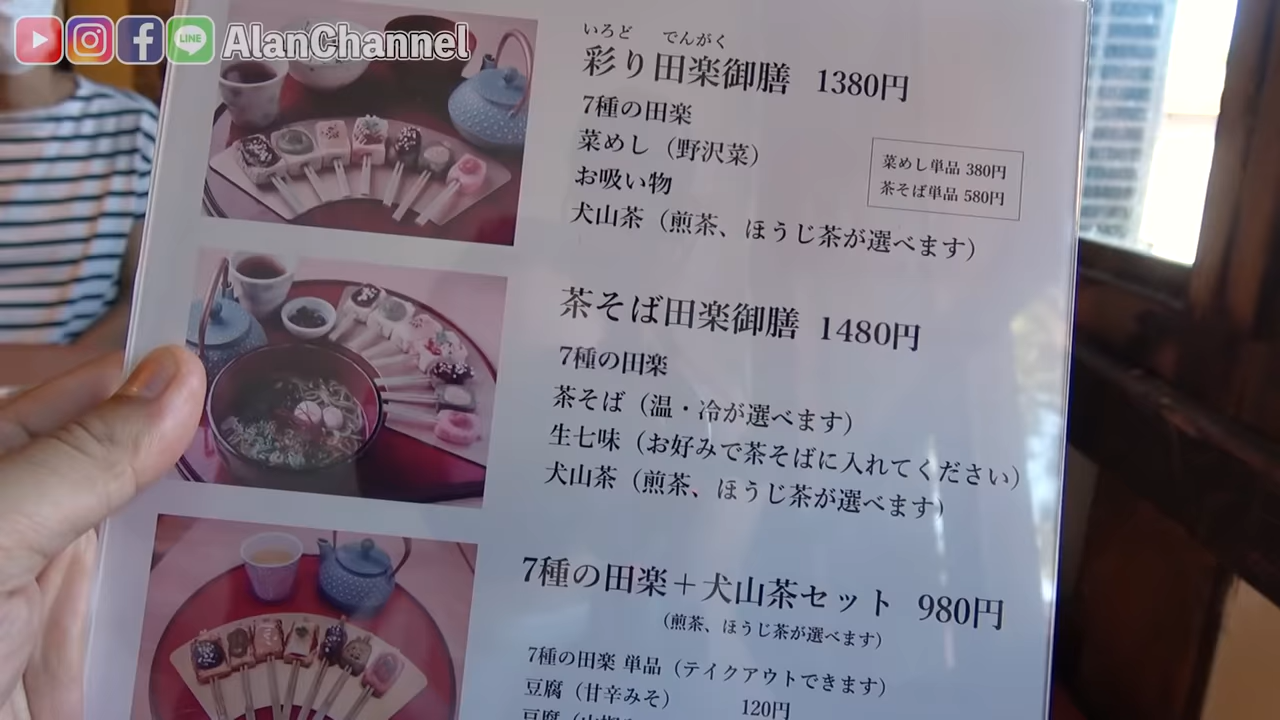 AlanChannel
LINE
いろど でんがく
彩り田楽御膳 1380円
7種の田楽
菜めし（野沢菜）
お吸い物
犬山茶（煎茶、ほうじ茶が選べます）
菜めし単品 380円
茶そば単品 580円
茶そば田楽御膳 1480円
7種の田楽
茶そば（温・冷が選べます）
生七味（お好みで茶そばに入れてください）
犬山茶（煎茶、ほうじ茶が選べます）
7種の田楽＋犬山茶セット 980円
（煎茶、ほうじ茶が選べます）
7種の田楽 単品（テイクアウトできます）
豆腐（甘辛みそ） 120円
豆腐